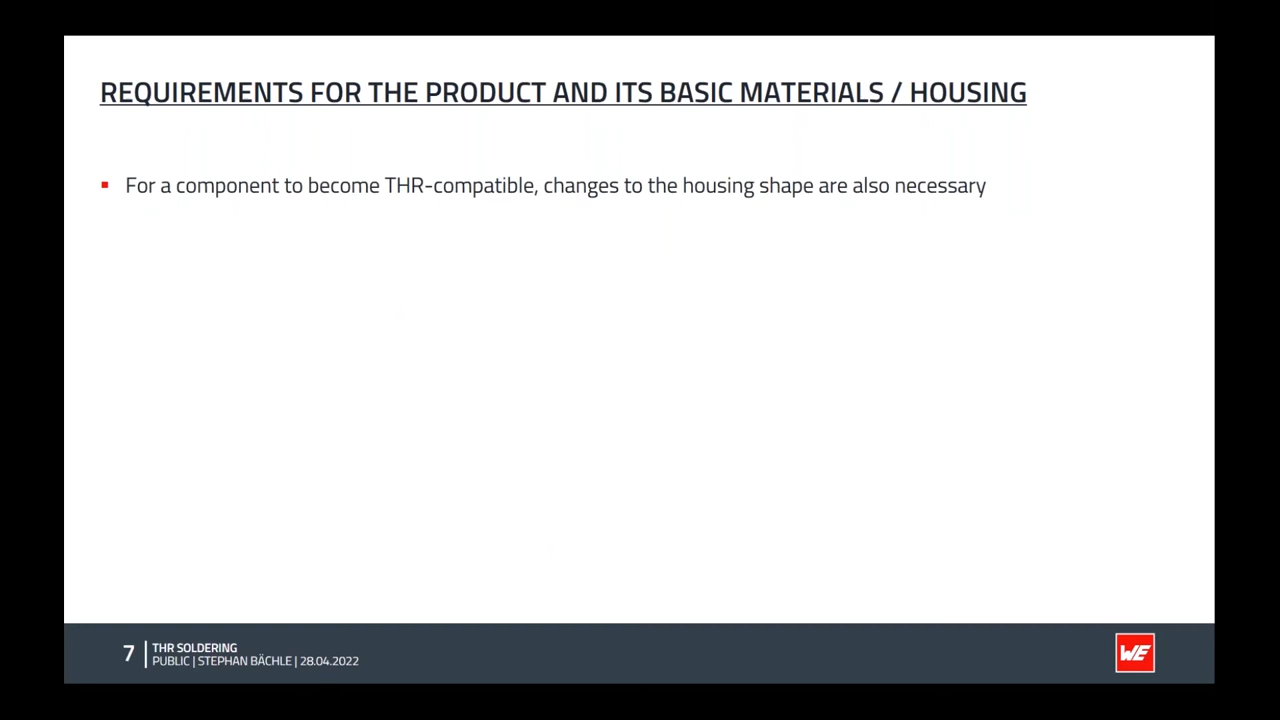 REQUIREMENTS FOR THE PRODUCT AND ITS BASIC MATERIALS / HOUSING
For a component to become THR-compatible, changes to the housing shape are also necessary
7
THR SOLDERING
PUBLIC | STEPHAN BÄCHLE | 28.04.2022
WE